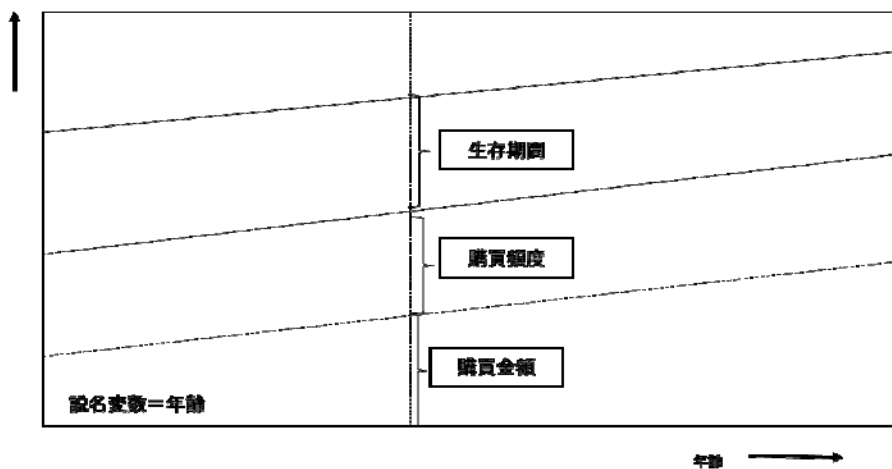 生存期間
購買頻度
購買金額
説名変数＝年齢
年齢